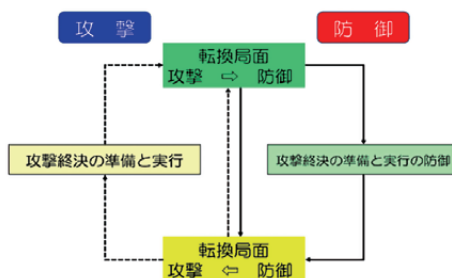 攻 撃
防 御
転換局面
攻撃 ⇨ 防御
攻撃終決の準備と実行
攻撃終決の準備と実行の防御
転換局面
攻撃 ⇦ 防御